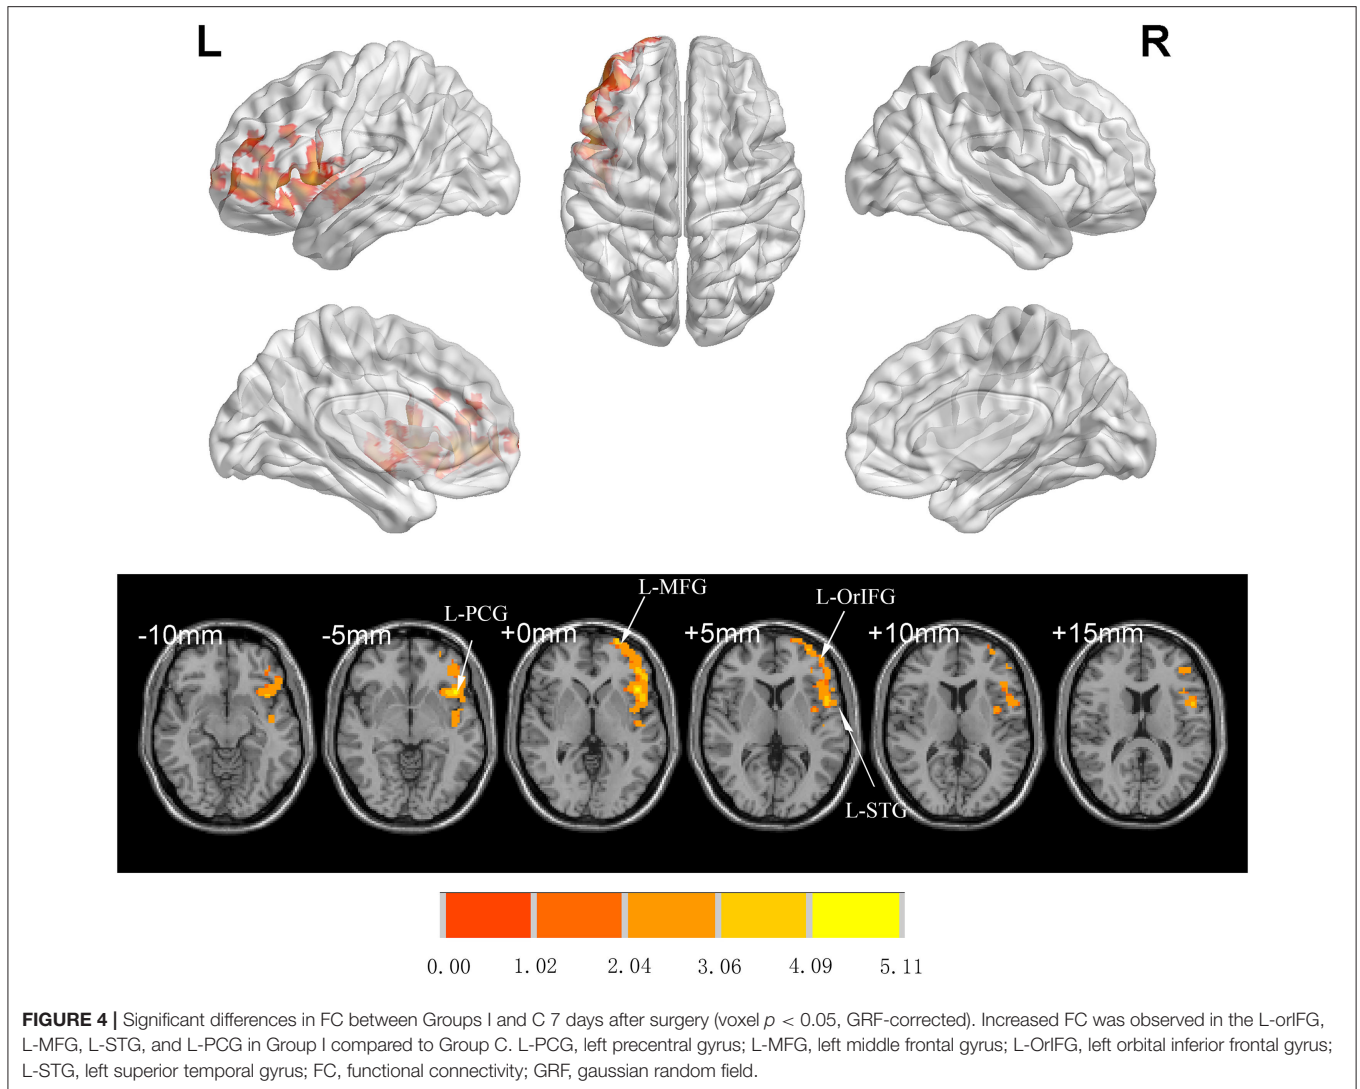 L
R
L-MFG
L-OrIFG
L-PCG
-10mm
-5mm
+0mm
+5mm
+10mm
+15mm
L-STG
0.00 1.02 2.04 3.06 4.09 5.11
FIGURE 4 | Significant differences in FC between Groups I and C 7 days after surgery (voxel p < 0.05, GRF-corrected). Increased FC was observed in the L-orIFG,
L-MFG, L-STG, and L-PCG in Group I compared to Group C. L-PCG, left precentral gyrus; L-MFG, left middle frontal gyrus; L-OrIFG, left orbital inferior frontal gyrus;
L-STG, left superior temporal gyrus; FC, functional connectivity; GRF, gaussian random field.